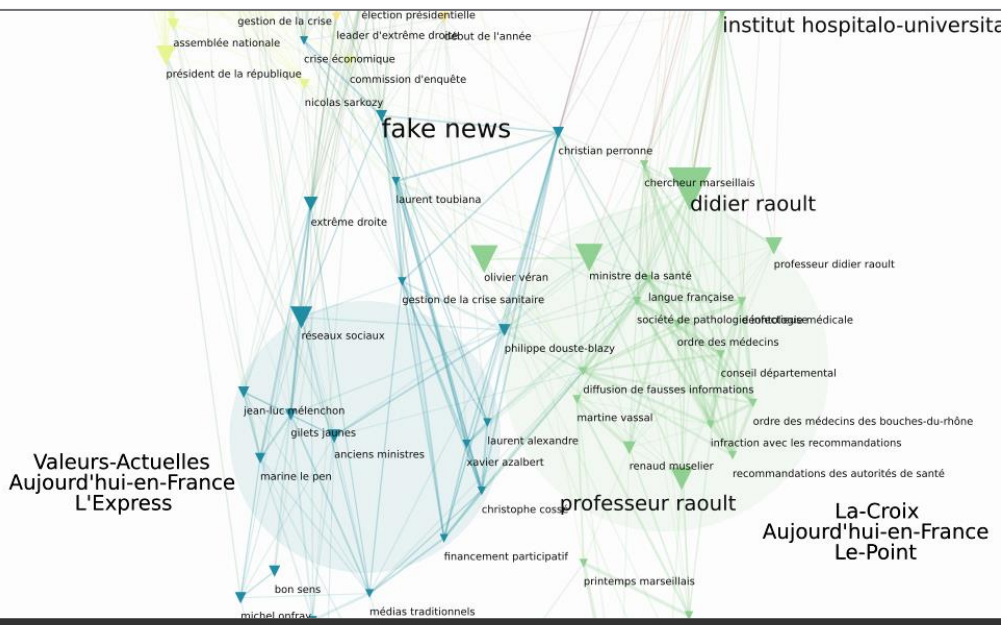 élection présidentielle
gestion de la crise
institut hospitalo-universita
leader d'extrême droite
début de l'année
assemblée nationale
crise économique
président de la république
commission d'enquête
nicolas sarkozy
fake news
christian perronne
chercheur marseillais
laurent toubiana
didier raoult
extrême droite
professeur didier raoult
olivier véran
ministre de la santé
gestion de la crise sanitaire
langue française
société de pathologie infectieuse
médicale
réseaux sociaux
ordre des médecins
philippe douste-blazy
conseil départemental
diffusion de fausses informations
jean-luc mélenchon
martine vassal
ordre des médecins des bouches-du-rhône
gilets jaunes
laurent alexandre
infraction avec les recommandations
anciens ministres
xavier azalbert
renaud muselier
recommandations des autorités de santé
marine le pen
Valeurs-Actuelles
Aujourd'hui-en-France
L'Express
professeur raoult
christophe coss
La-Croix
Aujourd'hui-en-France
Le-Point
financement participatif
printemps marseillais
bon sens
médias traditionnels
michel onfray